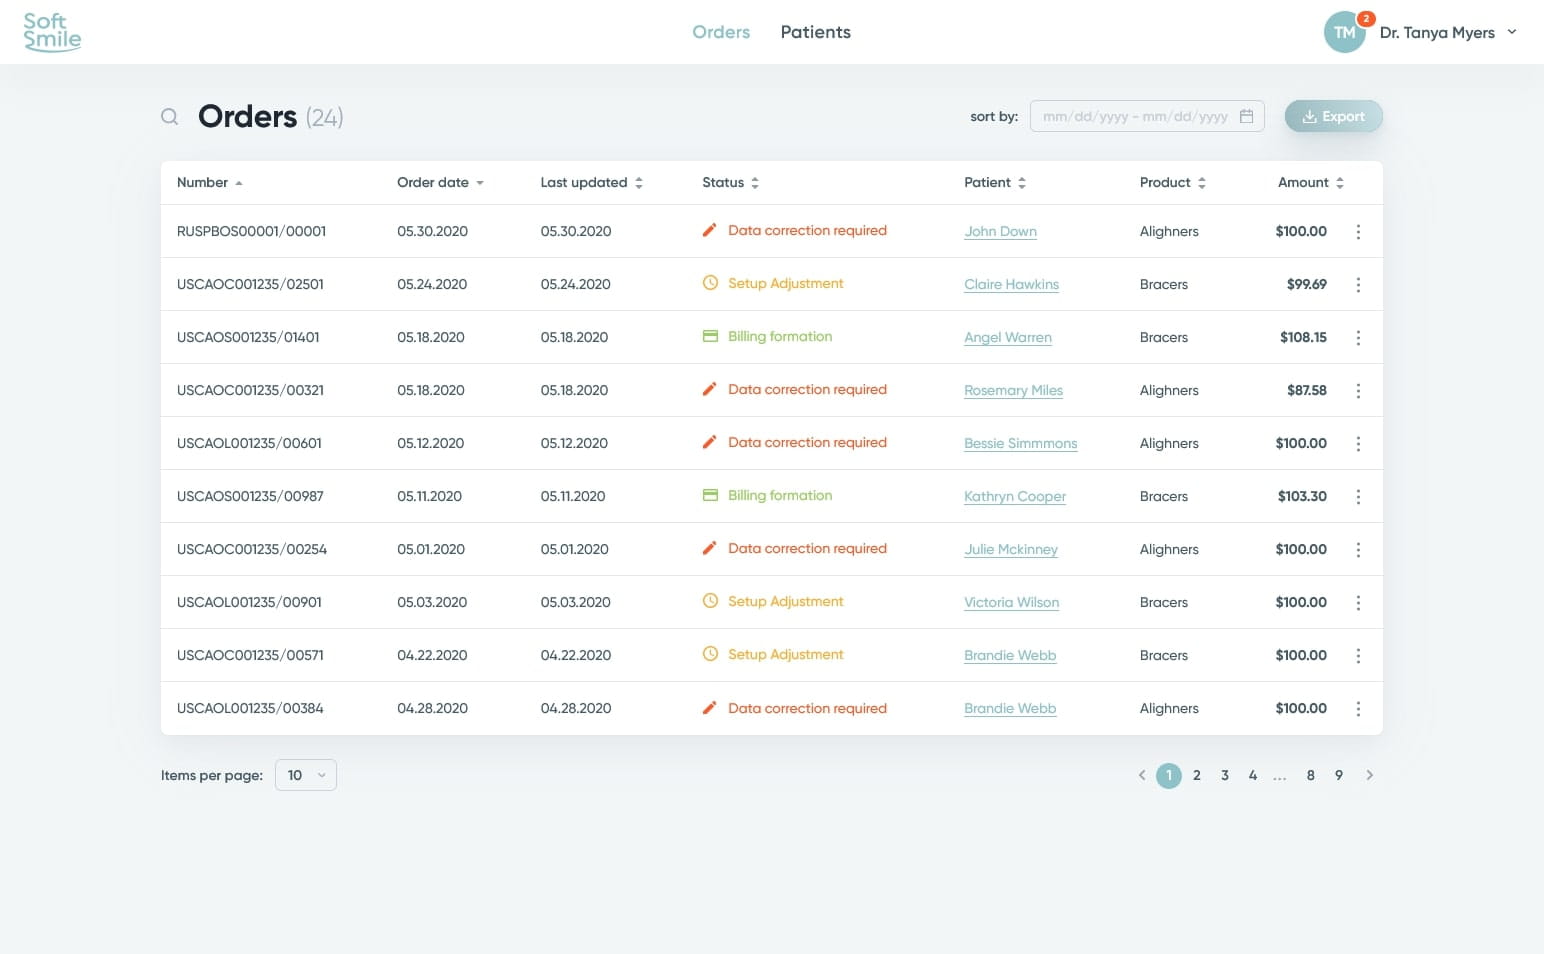 Soft
Smile
Orders Patients
TM 2 Dr. Tanya Myers
Orders (24)
sort by: mm/dd/yyyy - mm/dd/yyyy Export
Number Order date Last updated Status Patient Product Amount
RUSPBOS00001/00001 05.30.2020 05.30.2020 Data correction required John Down Alighners $100.00
USCAOC001235/02501 05.24.2020 05.24.2020 Setup Adjustment Claire Hawkins Bracers $99.69
USCAOS001235/01401 05.18.2020 05.18.2020 Billing formation Angel Warren Bracers $108.15
USCAOC001235/00321 05.18.2020 05.18.2020 Data correction required Rosemary Miles Alighners $87.58
USCAOL001235/00601 05.12.2020 05.12.2020 Data correction required Bessie Simmmons Alighners $100.00
USCAOS001235/00987 05.11.2020 05.11.2020 Billing formation Kathryn Cooper Bracers $103.30
USCAOC001235/00254 05.01.2020 05.01.2020 Data correction required Julie Mckinney Alighners $100.00
USCAOL001235/00901 05.03.2020 05.03.2020 Setup Adjustment Victoria Wilson Bracers $100.00
USCAOC001235/00571 04.22.2020 04.22.2020 Setup Adjustment Brandie Webb Bracers $100.00
USCAOL001235/00384 04.28.2020 04.28.2020 Data correction required Brandie Webb Alighners $100.00
Items per page: 10
1 2 3 4 ... 8 9